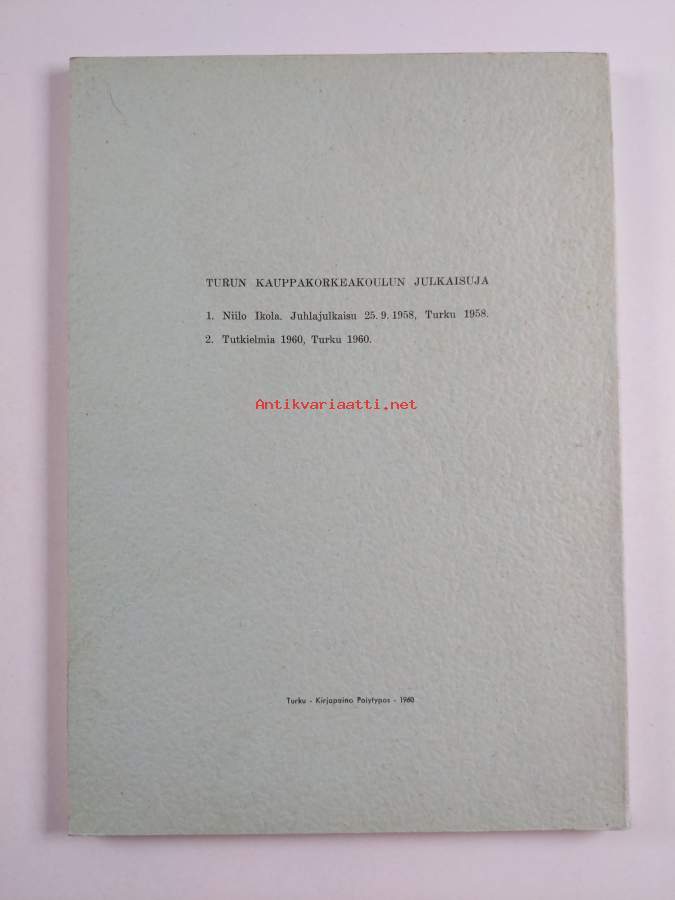 TURUN KAUPPAKORKEAKOULUN JULKAISUJA
1. Niilo Ikola. Juhlajulkaisu 25. 9. 1958, Turku 1958.
2. Tutkielmia 1960, Turku 1960.
Antikvariaatti.net
Turku - Kirjapaino Polytypos - 1960